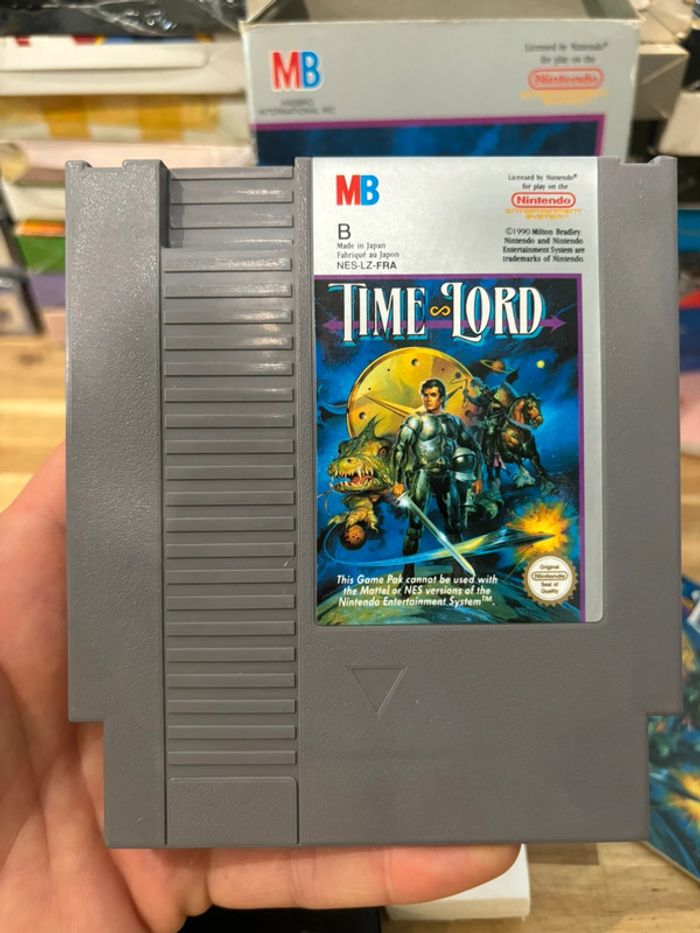 MB
INTERNATIONAL INC.
Licensed by Nintendo®
for play on the
Nintendo
MB
Licensed by Nintendo®
for play on the
Nintendo
ENTERTAINMENT
SYSTEM™
B
Made in Japan
Fabriqué au Japon
NES-LZ-FRA
©1990 Milton Bradley.
Nintendo and Nintendo
Entertainment System are
trademarks of Nintendo.
TIME ∞ LORD
This Game Pak cannot be used with
the Mattel or NES versions of the
Nintendo Entertainment System™.
Original
Nintendo
Seal of
Quality